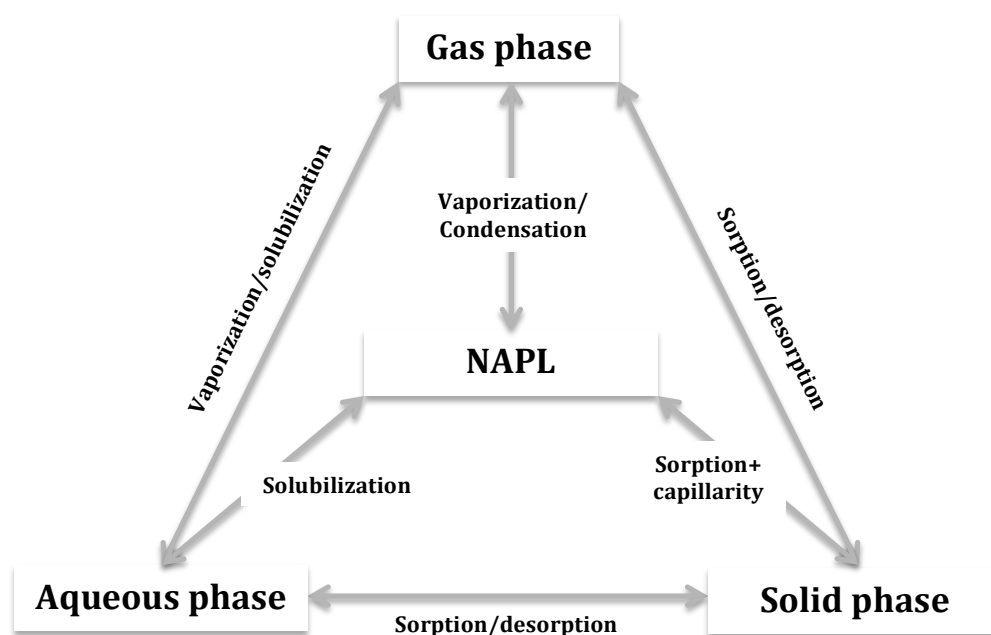 Gas phase
Vaporization/solubilization
Vaporization/
Condensation
Sorption/desorption
NAPL
Solubilization
Sorption+
capillarity
Aqueous phase
Solid phase
Sorption/desorption